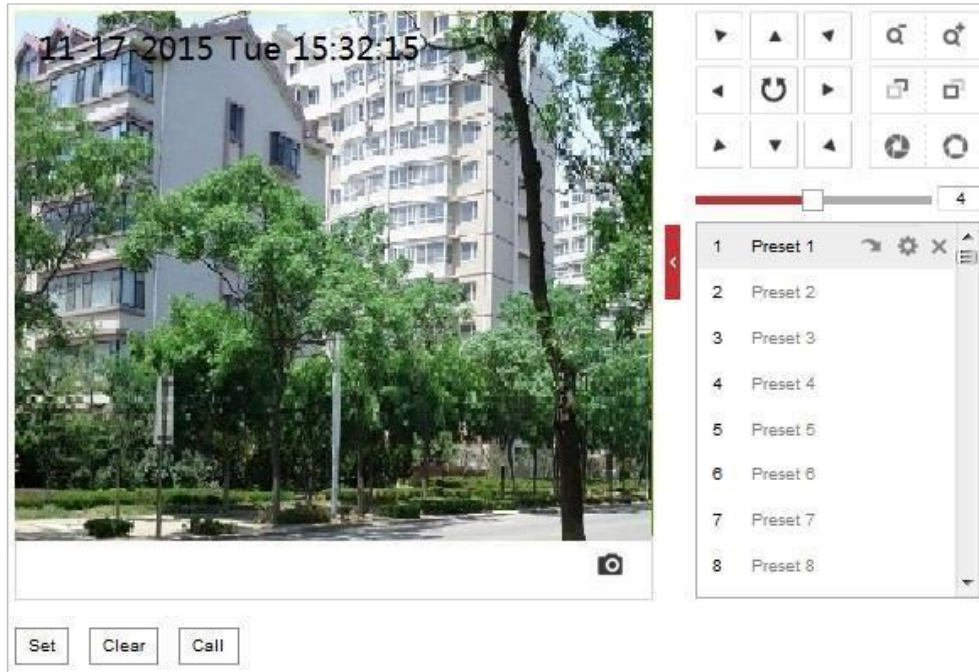 11-17-2015 Tue 15:32:15
4
1 Preset 1
2 Preset 2
3 Preset 3
4 Preset 4
5 Preset 5
6 Preset 6
7 Preset 7
8 Preset 8
Set Clear Call